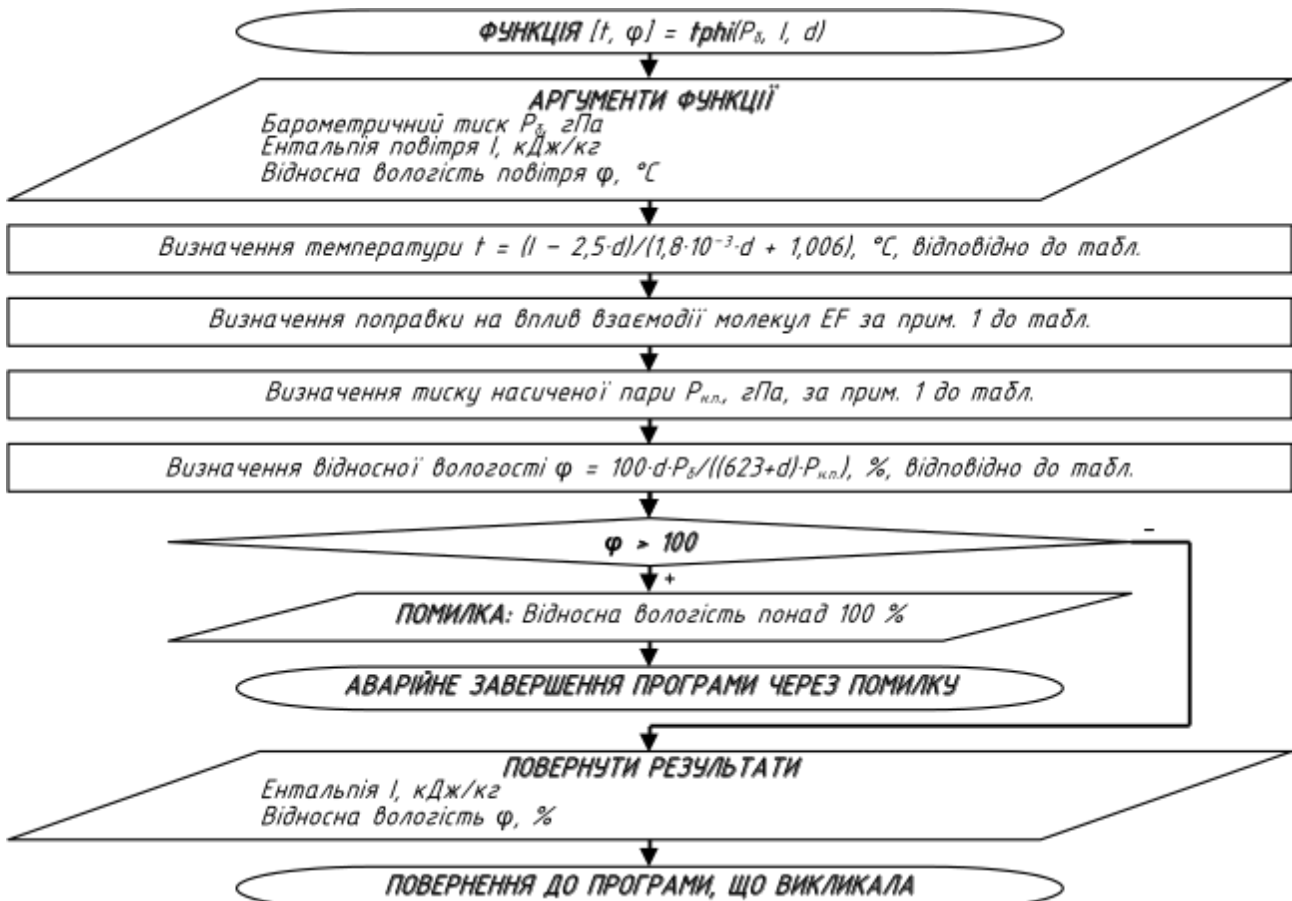 ФУНКЦІЯ [t, φ] = tphi(Pб, I, d)
АРГУМЕНТИ ФУНКЦІЇ
Барометричний тиск Pб, гПа
Ентальпія повітря I, кДж/кг
Відносна вологість повітря φ, °C
Визначення температури t = (I − 2,5·d)/(1,8·10⁻³·d + 1,006), °C, відповідно до табл.
Визначення поправки на вплив взаємодії молекул EF за прим. 1 до табл.
Визначення тиску насиченої пари Pн.п., гПа, за прим. 1 до табл.
Визначення відносної вологості φ = 100·d·Pб/((623+d)·Pн.п.), %, відповідно до табл.
φ > 100
−
+
ПОМИЛКА: Відносна вологість понад 100 %
АВАРІЙНЕ ЗАВЕРШЕННЯ ПРОГРАМИ ЧЕРЕЗ ПОМИЛКУ
ПОВЕРНУТИ РЕЗУЛЬТАТИ
Ентальпія I, кДж/кг
Відносна вологість φ, %
ПОВЕРНЕННЯ ДО ПРОГРАМИ, ЩО ВИКЛИКАЛА